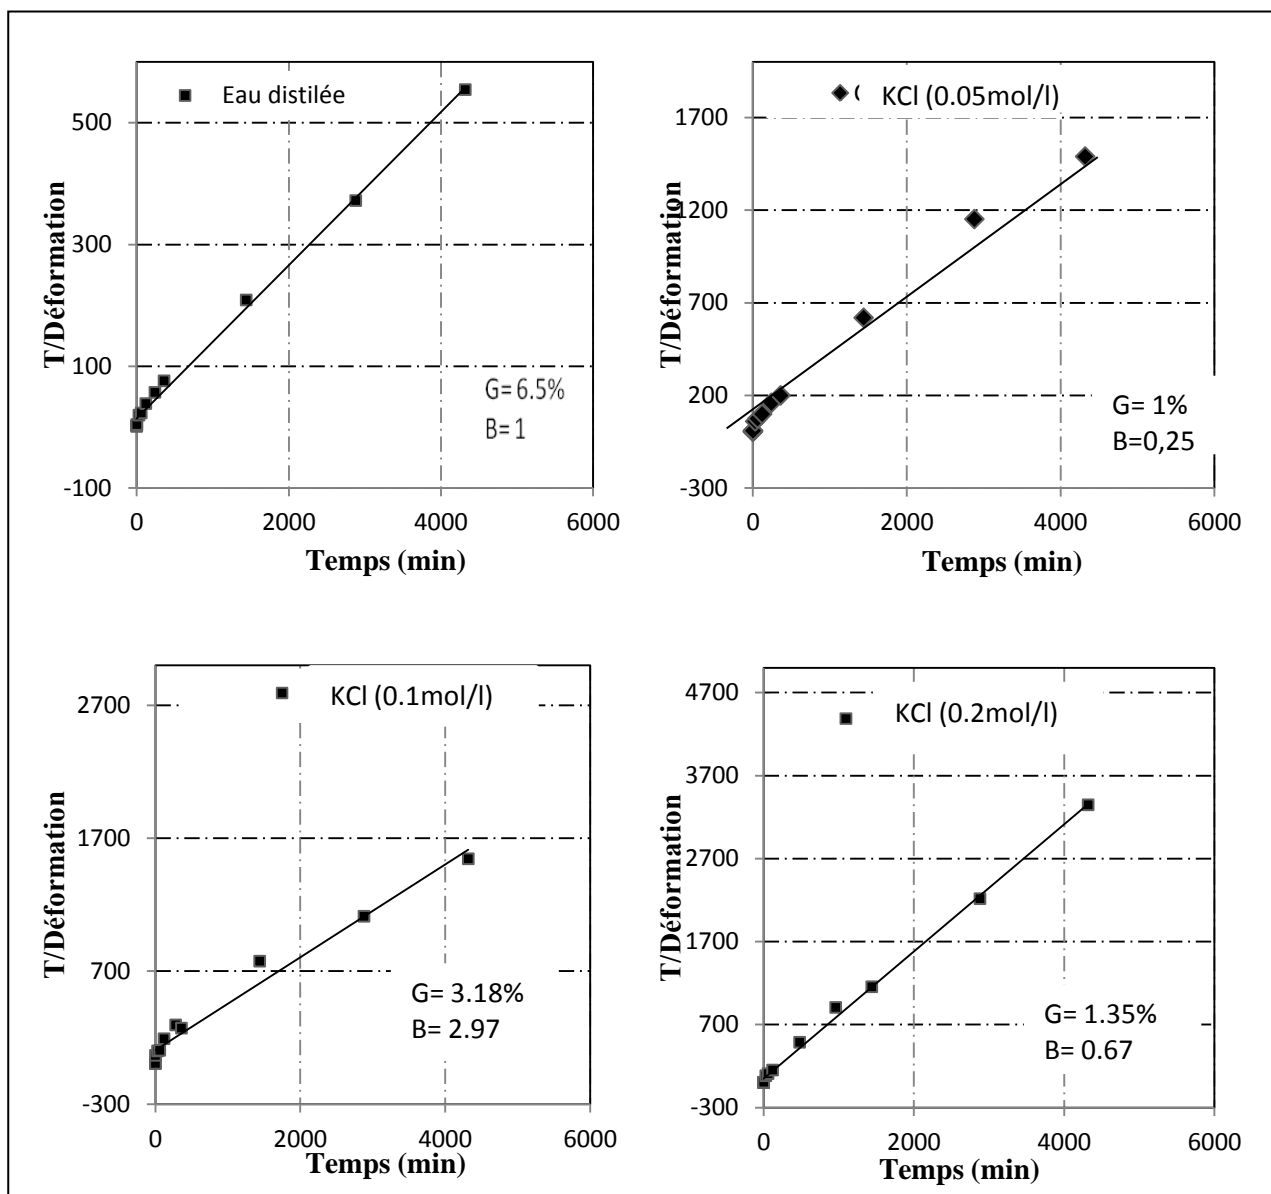 Eau distilée
500
300
100
-100
0
2000
4000
6000
T/Déformation
Temps (min)
G= 6.5%
B= 1
KCl (0.05mol/l)
1700
1200
700
200
-300
0
2000
4000
6000
T/Déformation
Temps (min)
G= 1%
B=0,25
KCl (0.1mol/l)
2700
1700
700
-300
0
2000
4000
6000
T/Déformation
Temps (min)
G= 3.18%
B= 2.97
KCl (0.2mol/l)
4700
3700
2700
1700
700
-300
0
2000
4000
6000
T/Déformation
Temps (min)
G= 1.35%
B= 0.67